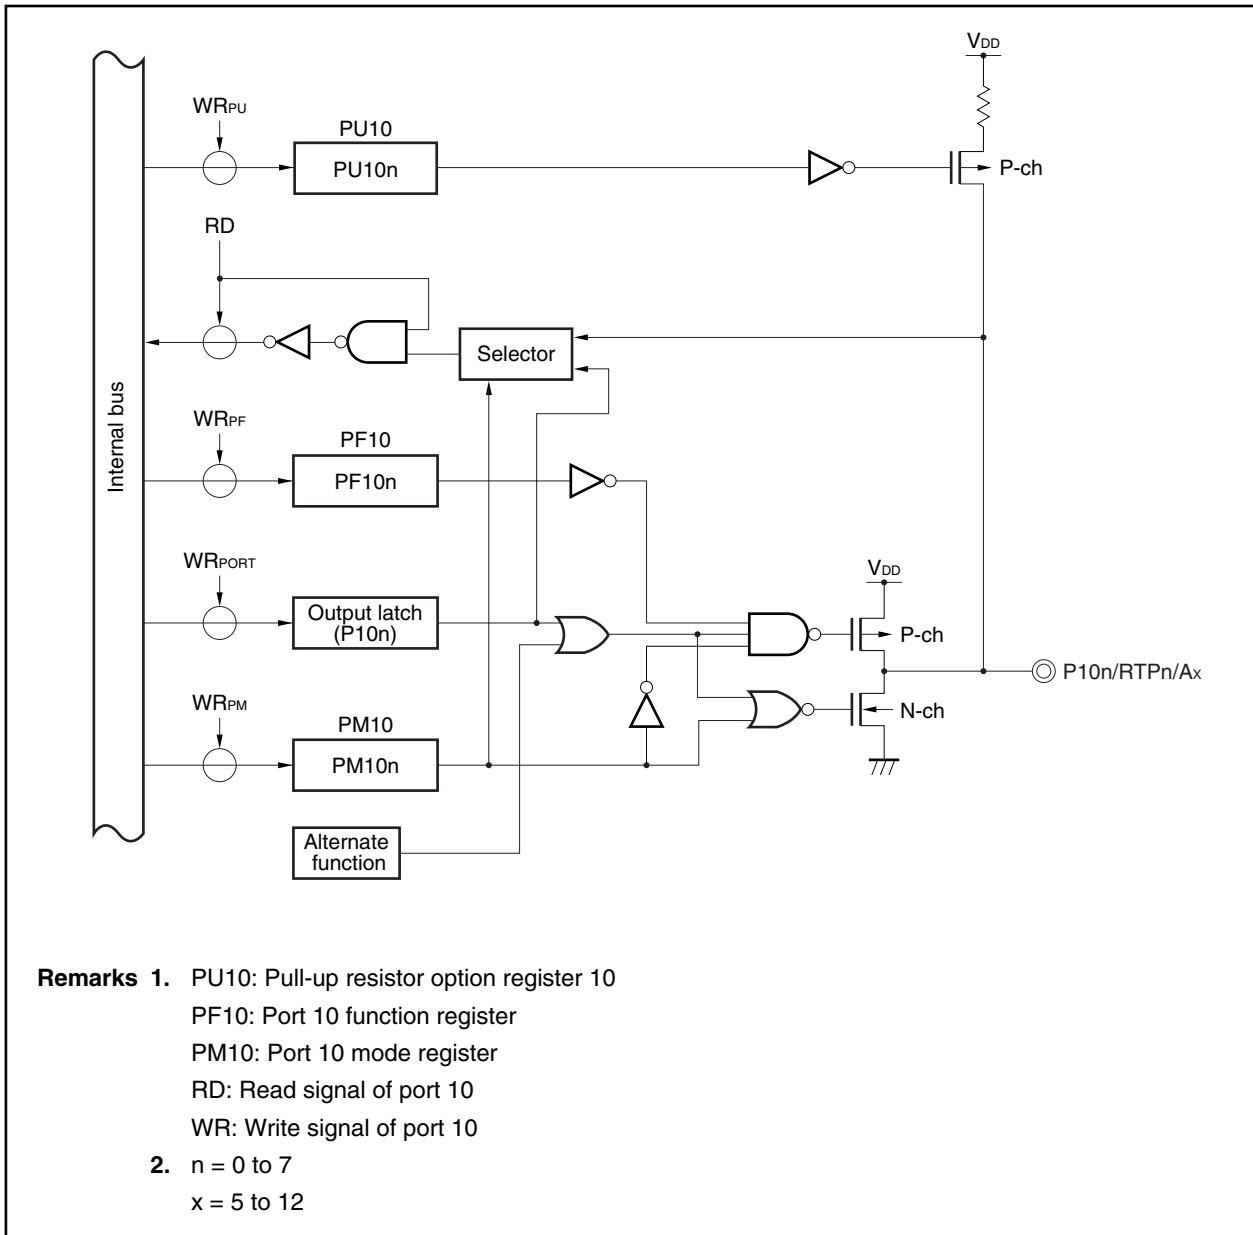 VDD
WRPU
PU10
PU10n
P-ch
RD
Selector
Internal bus
WRPF
PF10
PF10n
WRPORT
Output latch
(P10n)
VDD
P-ch
P10n/RTPn/Ax
N-ch
WRPM
PM10
PM10n
Alternate
function
Remarks 1. PU10: Pull-up resistor option register 10
PF10: Port 10 function register
PM10: Port 10 mode register
RD: Read signal of port 10
WR: Write signal of port 10
2. n = 0 to 7
x = 5 to 12